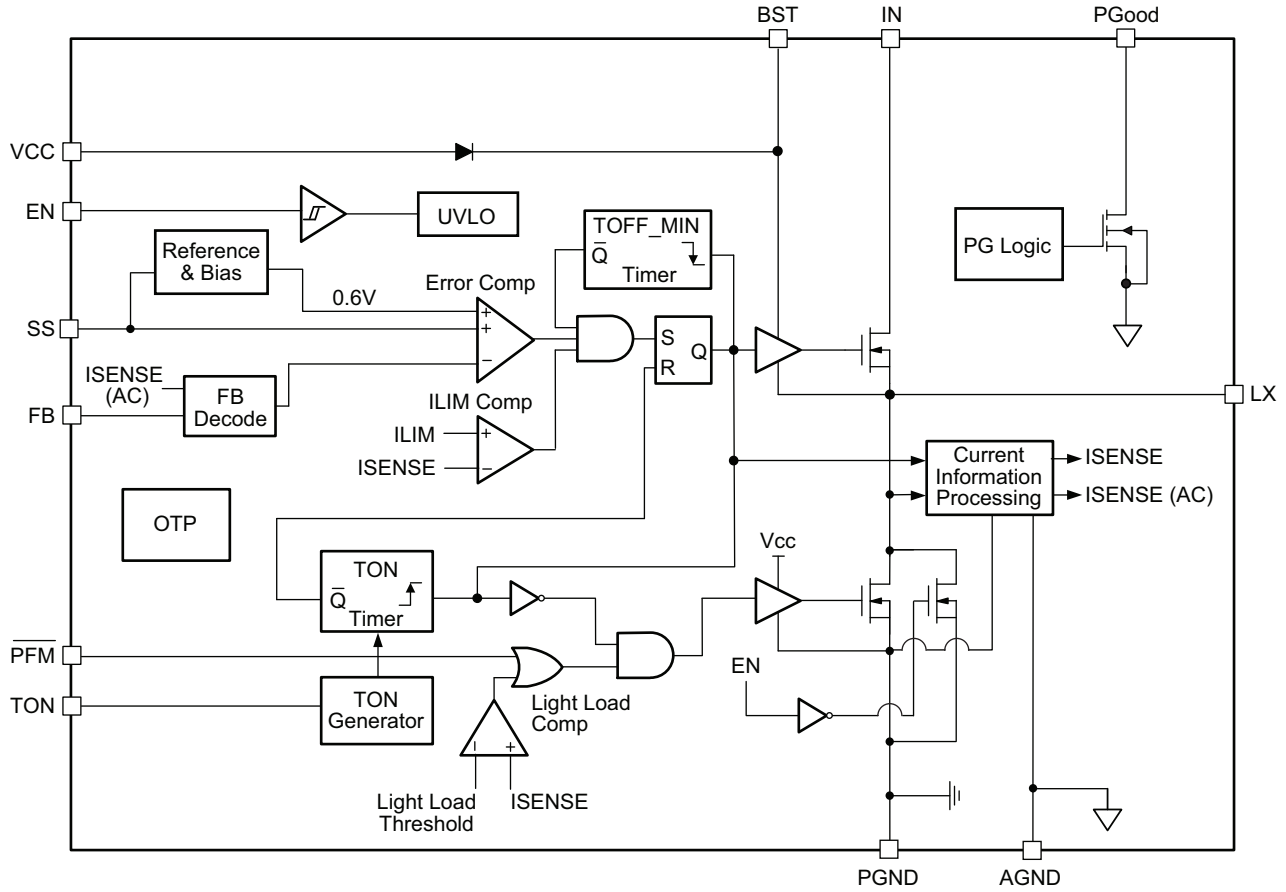 BST
IN
PGood
VCC
EN
UVLO
TOFF_MIN
Q̅
Timer
PG Logic
Reference
& Bias
Error Comp
0.6V
+
+
−
SS
S
R
Q
ISENSE
(AC)
FB
Decode
FB
LX
ILIM Comp
ILIM
+
ISENSE
−
Current
Information
Processing
ISENSE
ISENSE (AC)
OTP
Vcc
TON
Q̅
Timer
P̅F̅M̅
EN
TON
TON
Generator
Light Load
Comp
−
+
Light Load
Threshold
ISENSE
PGND
AGND